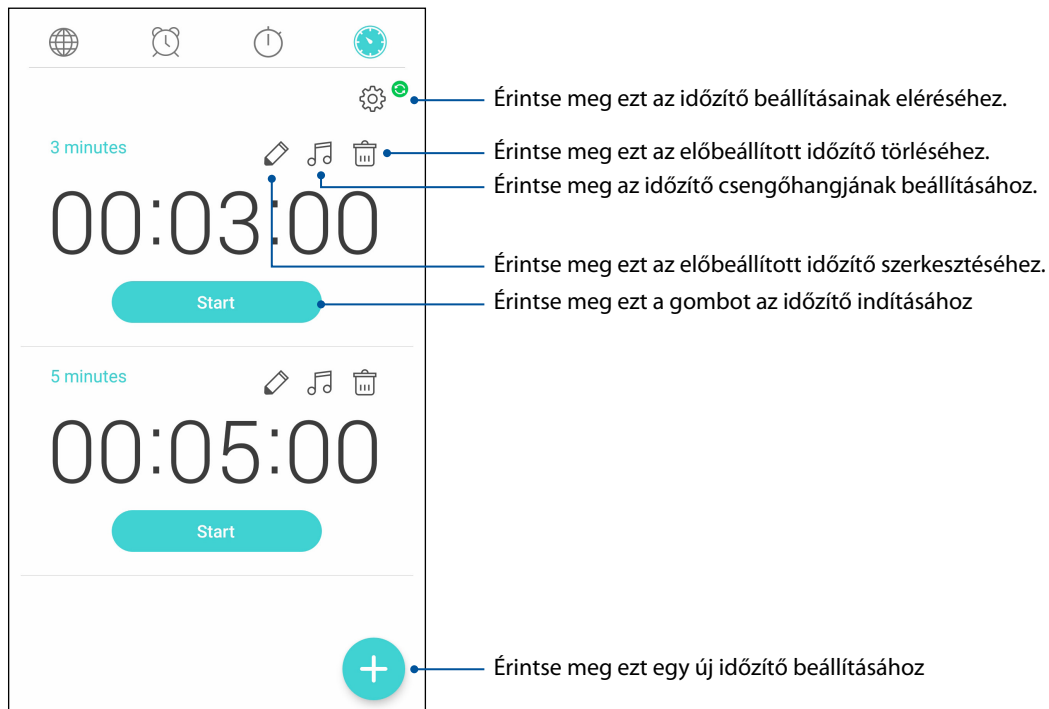 Érintse meg ezt az időzítő beállításainak eléréséhez.
3 minutes
Érintse meg ezt az előbeállított időzítő törléséhez.
Érintse meg az időzítő csengőhangjának beállításához.
00:03:00
Érintse meg ezt az előbeállított időzítő szerkesztéséhez.
Start
Érintse meg ezt a gombot az időzítő indításához
5 minutes
00:05:00
Start
Érintse meg ezt egy új időzítő beállításához